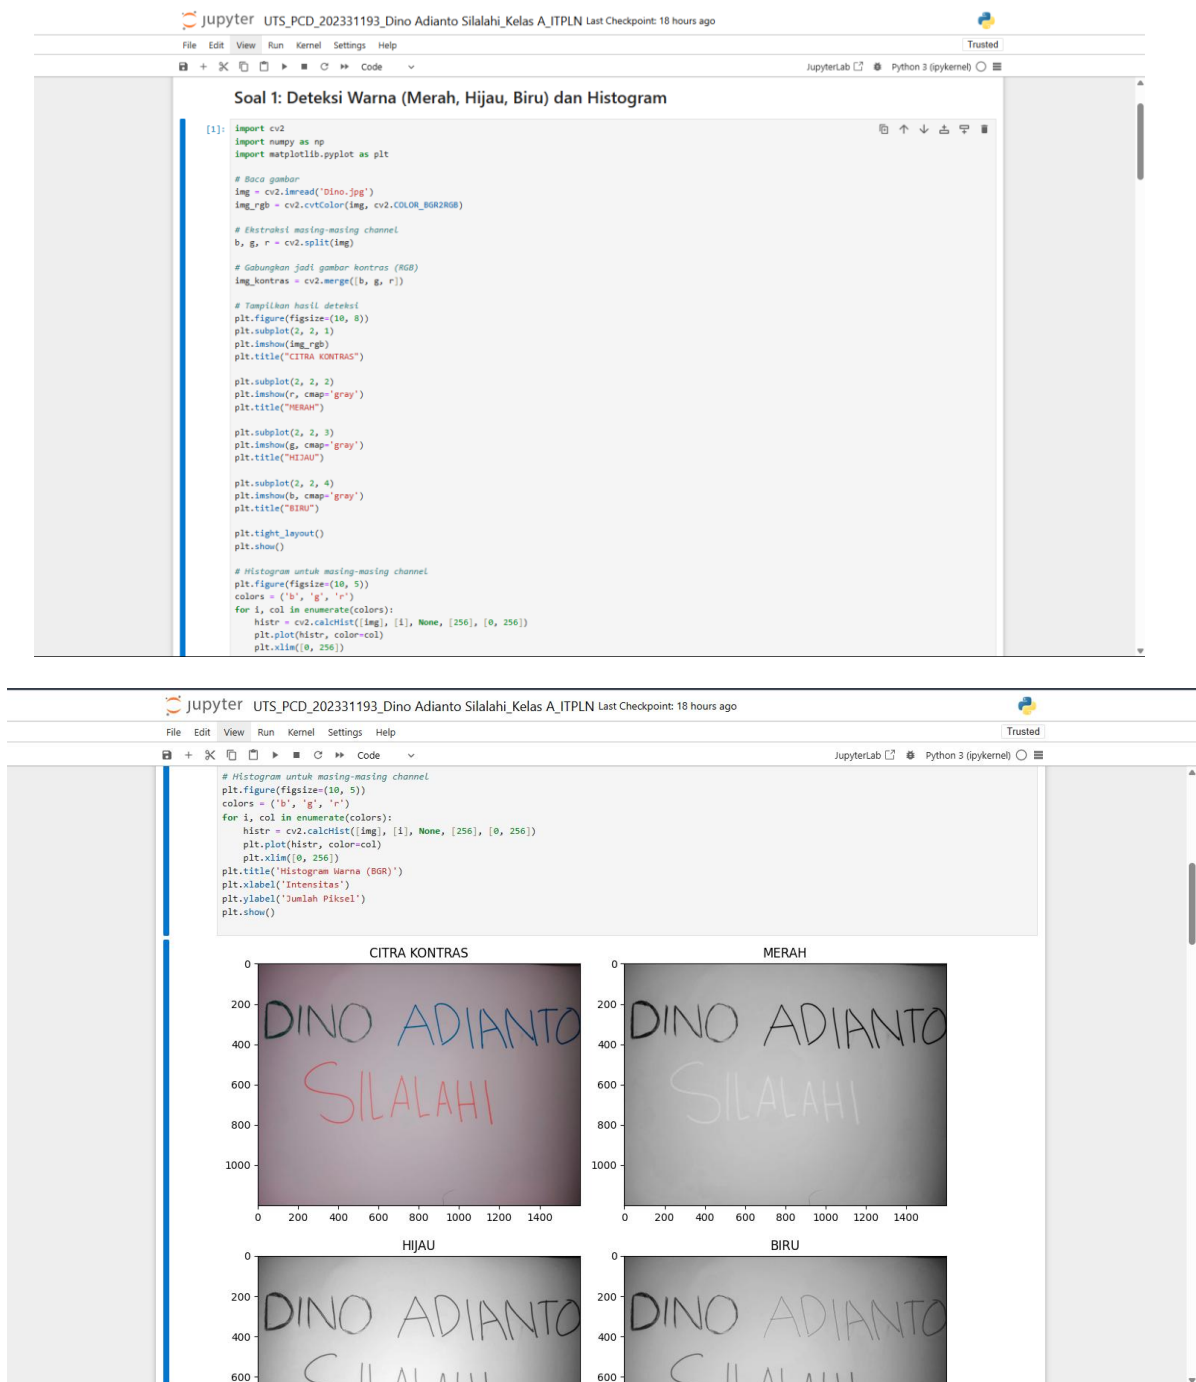 jupyter UTS_PCD_202331193_Dino Adianto Silalahi_Kelas A_ITPLN Last Checkpoint: 18 hours ago
File Edit View Run Kernel Settings Help Trusted
Code JupyterLab Python 3 (ipykernel)
Soal 1: Deteksi Warna (Merah, Hijau, Biru) dan Histogram
[1]: import cv2
import numpy as np
import matplotlib.pyplot as plt
# Baca gambar
img = cv2.imread('Dino.jpg')
img_rgb = cv2.cvtColor(img, cv2.COLOR_BGR2RGB)
# Ekstraksi masing-masing channel
b, g, r = cv2.split(img)
# Gabungkan jadi gambar kontras (RGB)
img_kontras = cv2.merge([b, g, r])
# Tampilkan hasil deteksi
plt.figure(figsize=(10, 8))
plt.subplot(2, 2, 1)
plt.imshow(img_rgb)
plt.title("CITRA KONTRAS")
plt.subplot(2, 2, 2)
plt.imshow(r, cmap='gray')
plt.title("MERAH")
plt.subplot(2, 2, 3)
plt.imshow(g, cmap='gray')
plt.title("HIJAU")
plt.subplot(2, 2, 4)
plt.imshow(b, cmap='gray')
plt.title("BIRU")
plt.tight_layout()
plt.show()
# Histogram untuk masing-masing channel
plt.figure(figsize=(10, 5))
colors = ('b', 'g', 'r')
for i, col in enumerate(colors):
    histr = cv2.calcHist([img], [i], None, [256], [0, 256])
    plt.plot(histr, color=col)
    plt.xlim([0, 256])
jupyter UTS_PCD_202331193_Dino Adianto Silalahi_Kelas A_ITPLN Last Checkpoint: 18 hours ago
File Edit View Run Kernel Settings Help Trusted
Code JupyterLab Python 3 (ipykernel)
# Histogram untuk masing-masing channel
plt.figure(figsize=(10, 5))
colors = ('b', 'g', 'r')
for i, col in enumerate(colors):
    histr = cv2.calcHist([img], [i], None, [256], [0, 256])
    plt.plot(histr, color=col)
    plt.xlim([0, 256])
plt.title('Histogram Warna (BGR)')
plt.xlabel('Intensitas')
plt.ylabel('Jumlah Piksel')
plt.show()
CITRA KONTRAS MERAH
0 200 400 600 800 1000
DINO ADIANTO
SILALAHI
0 200 400 600 800 1000 1200 1400
0 200 400 600 800 1000
DINO ADIANTO
SILALAHI
0 200 400 600 800 1000 1200 1400
HIJAU BIRU
0 200 400 600
DINO ADIANTO
SILALAHI
0 200 400 600
DINO ADIANTO
SILALAHI